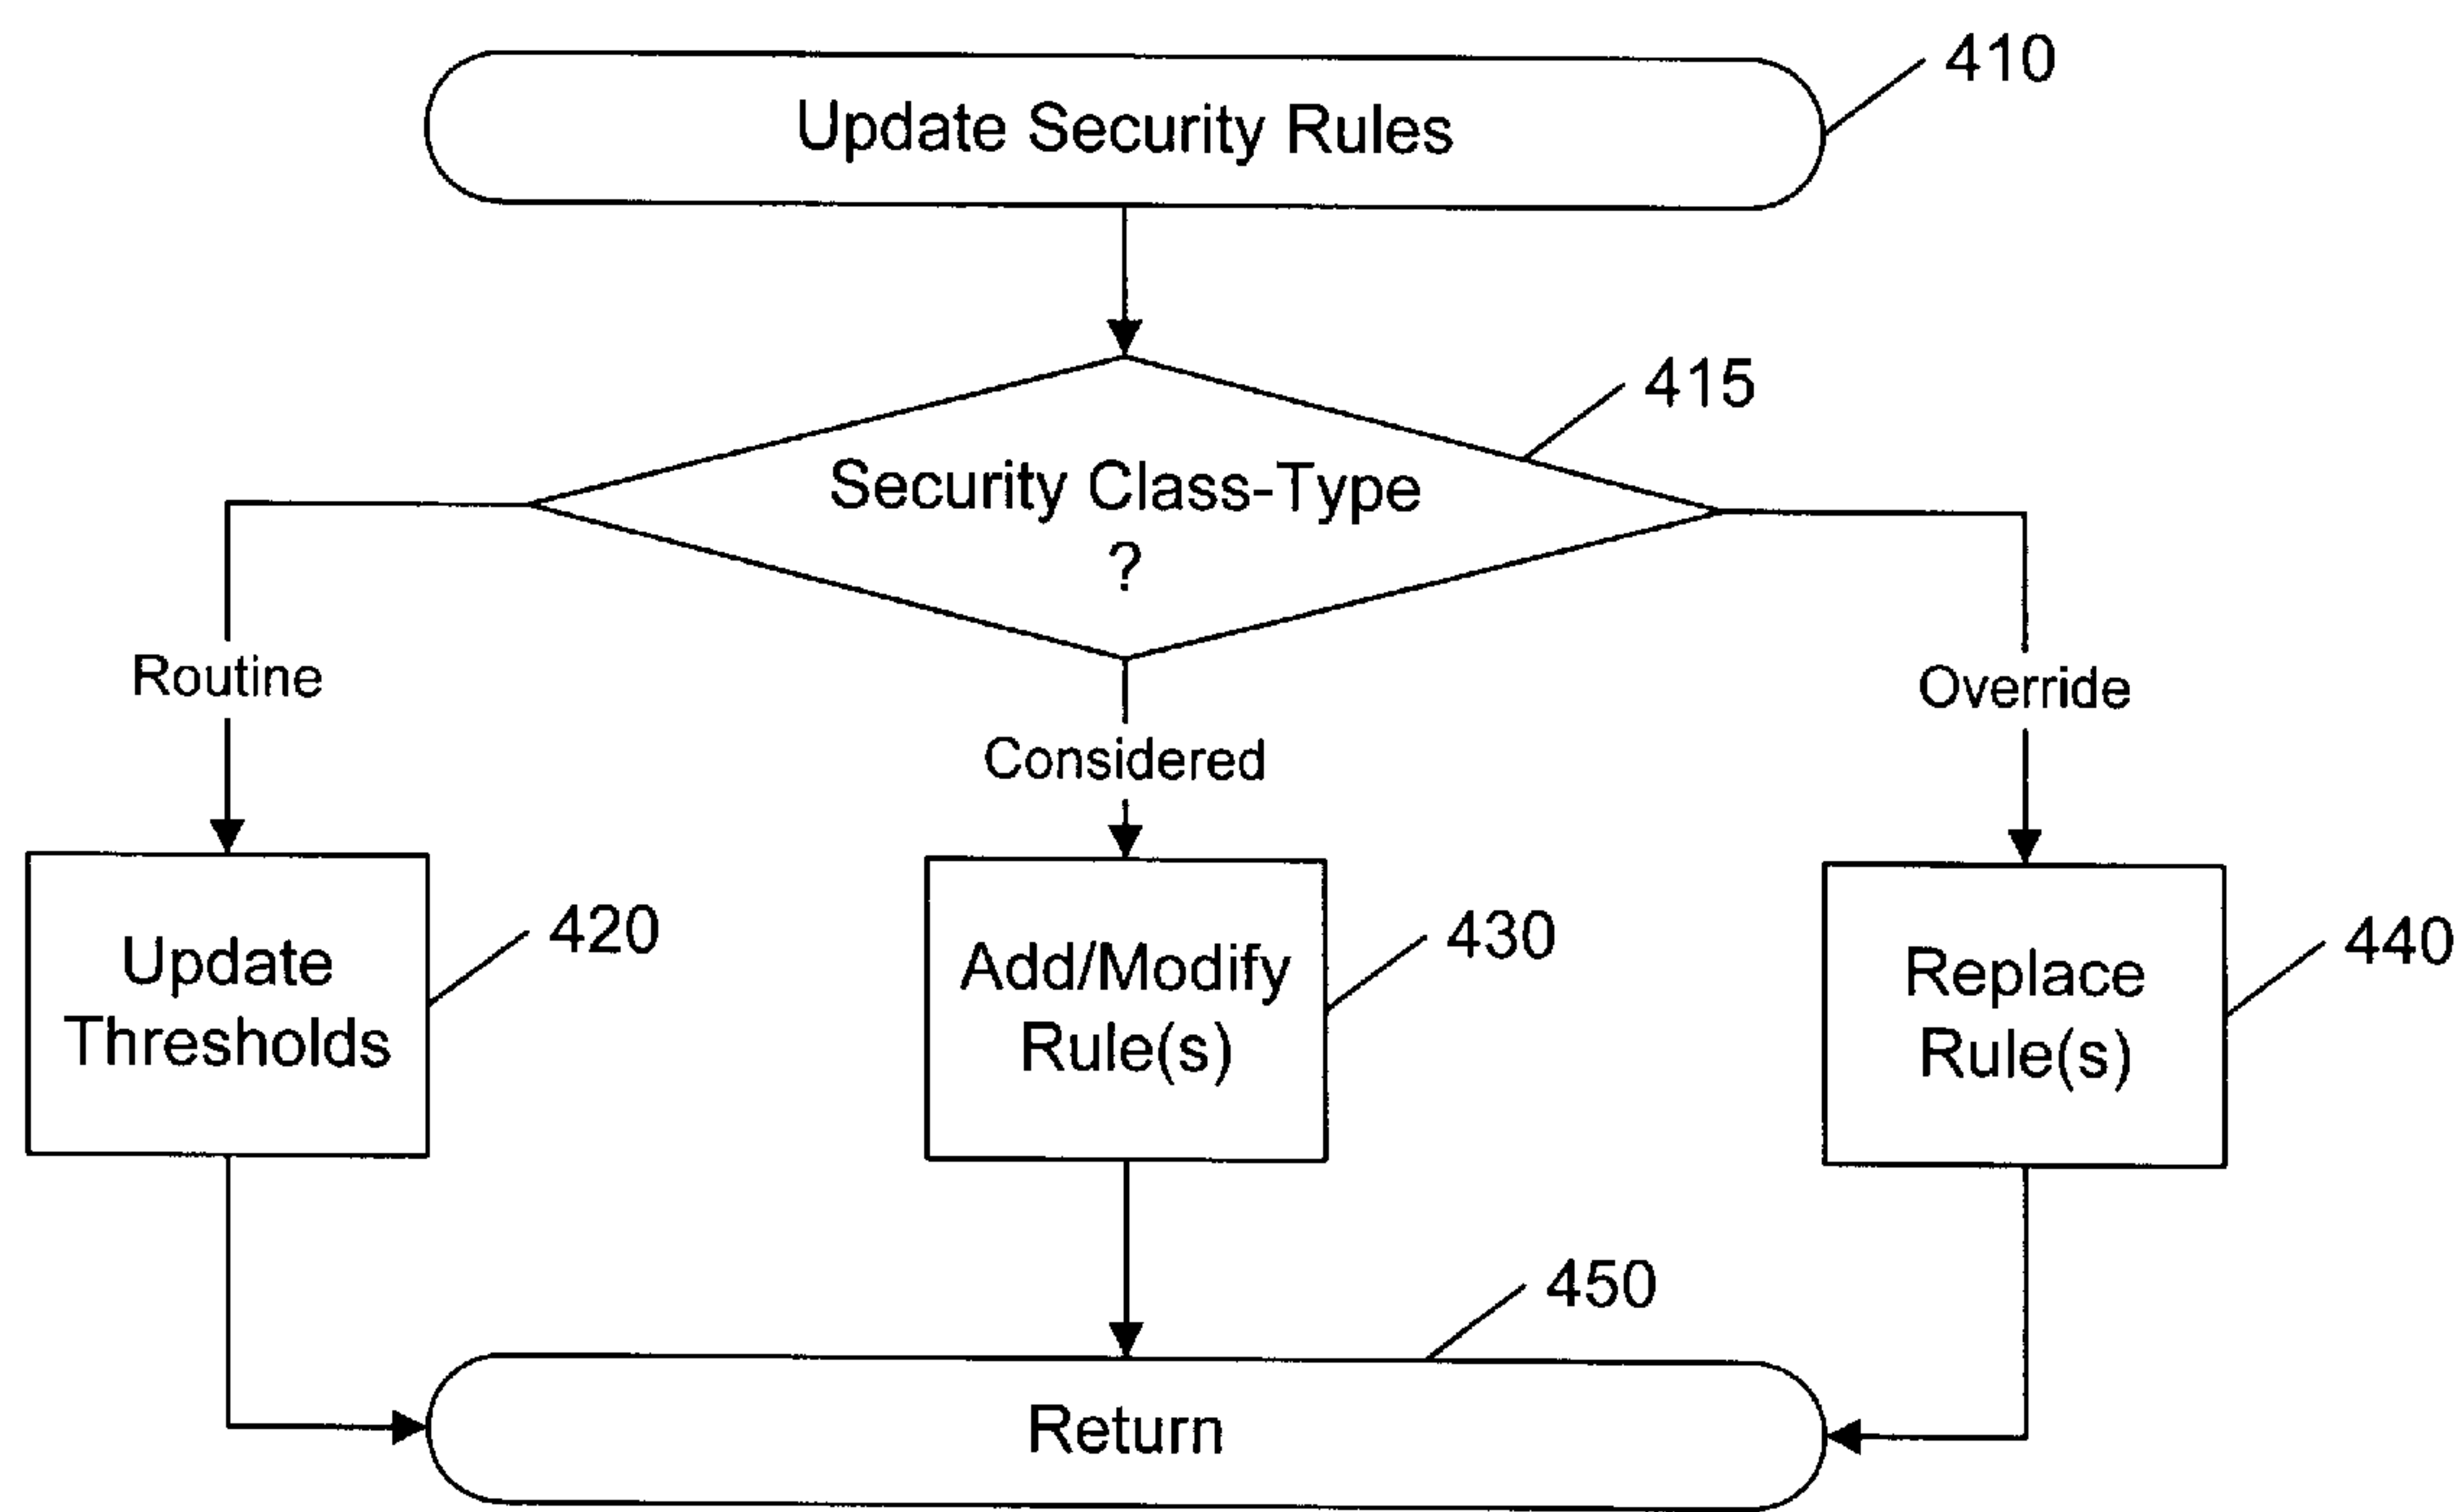 410
Update Security Rules
415
Security Class-Type
?
Routine
Considered
Override
420
Update
Thresholds
430
Add/Modify
Rule(s)
440
Replace
Rule(s)
450
Return